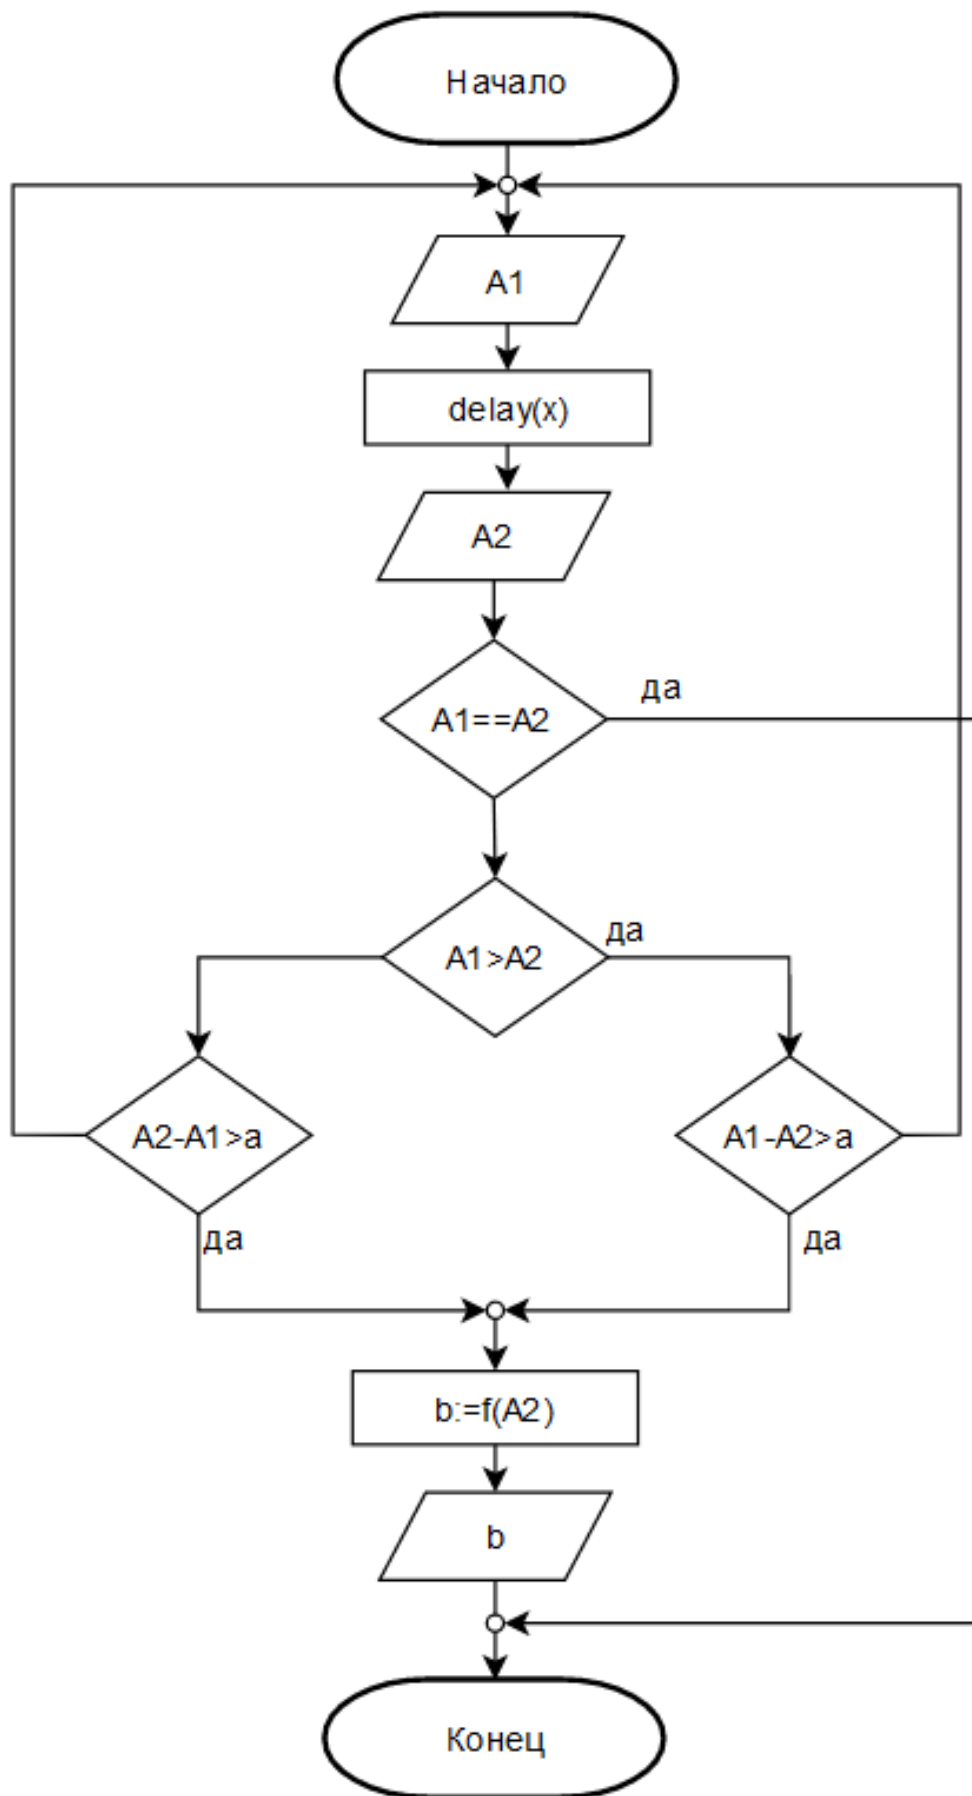 Начало
A1
delay(x)
A2
A1==A2
да
A1>A2
да
A2-A1>a
A1-A2>a
да
да
b:=f(A2)
b
Конец